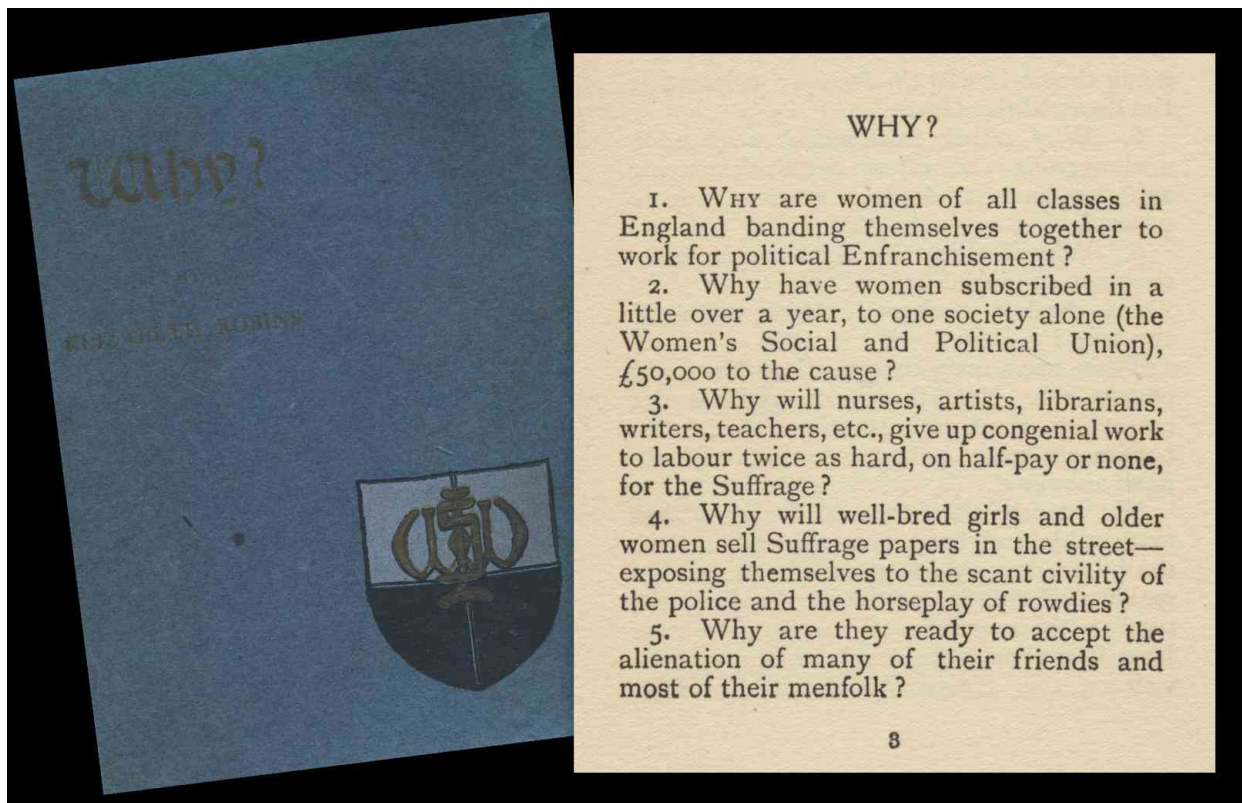 Why?
BY
ELIZABETH ROBINS
WHY?
1. WHY are women of all classes in
England banding themselves together to
work for political Enfranchisement ?
2. Why have women subscribed in a
little over a year, to one society alone (the
Women's Social and Political Union),
£50,000 to the cause ?
3. Why will nurses, artists, librarians,
writers, teachers, etc., give up congenial work
to labour twice as hard, on half-pay or none,
for the Suffrage ?
4. Why will well-bred girls and older
women sell Suffrage papers in the street—
exposing themselves to the scant civility of
the police and the horseplay of rowdies ?
5. Why are they ready to accept the
alienation of many of their friends and
most of their menfolk ?
3